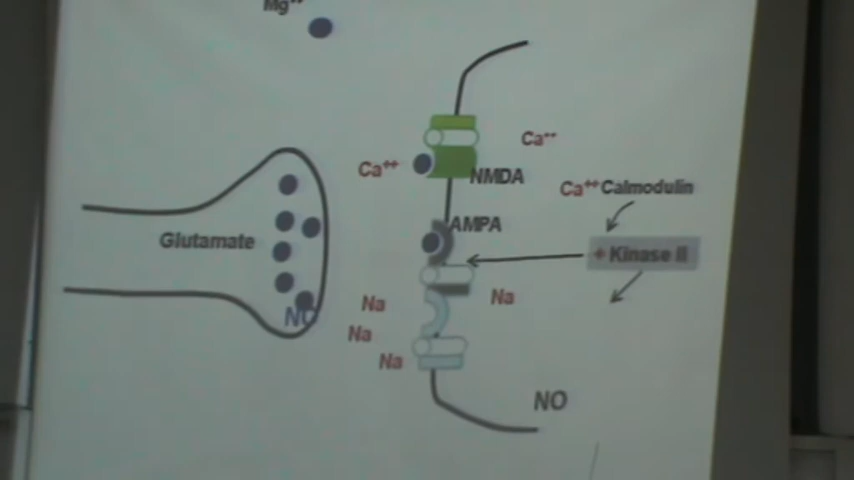 Mg++
Ca++
Ca++
NMDA
Ca++ Calmodulin
AMPA
Glutamate
+ Kinase II
Na
Na
NO
Na
Na
NO